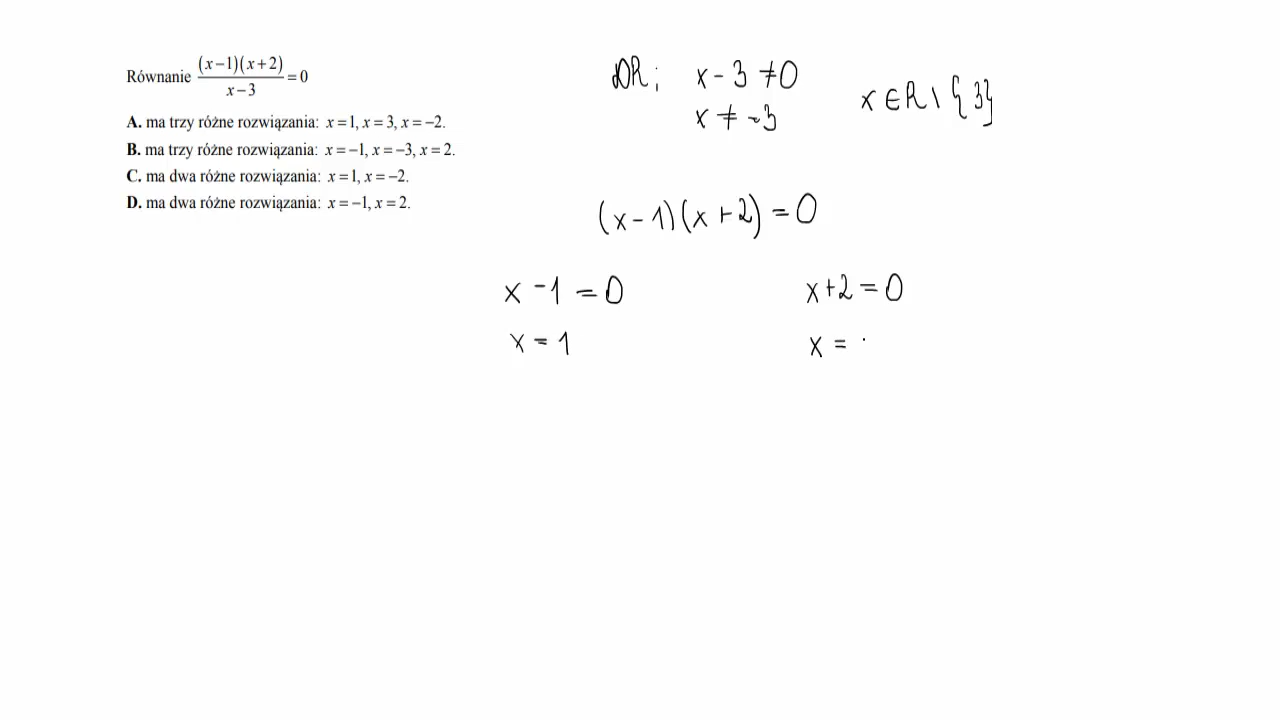 Równanie (x−1)(x+2)/(x−3) = 0
A. ma trzy różne rozwiązania: x = 1, x = 3, x = −2.
B. ma trzy różne rozwiązania: x = −1, x = −3, x = 2.
C. ma dwa różne rozwiązania: x = 1, x = −2.
D. ma dwa różne rozwiązania: x = −1, x = 2.
DR; x - 3 ≠ 0
x ≠ -3
x ∈ R \ {3}
(x - 1)(x + 2) = 0
x - 1 = 0
x = 1
x + 2 = 0
x =